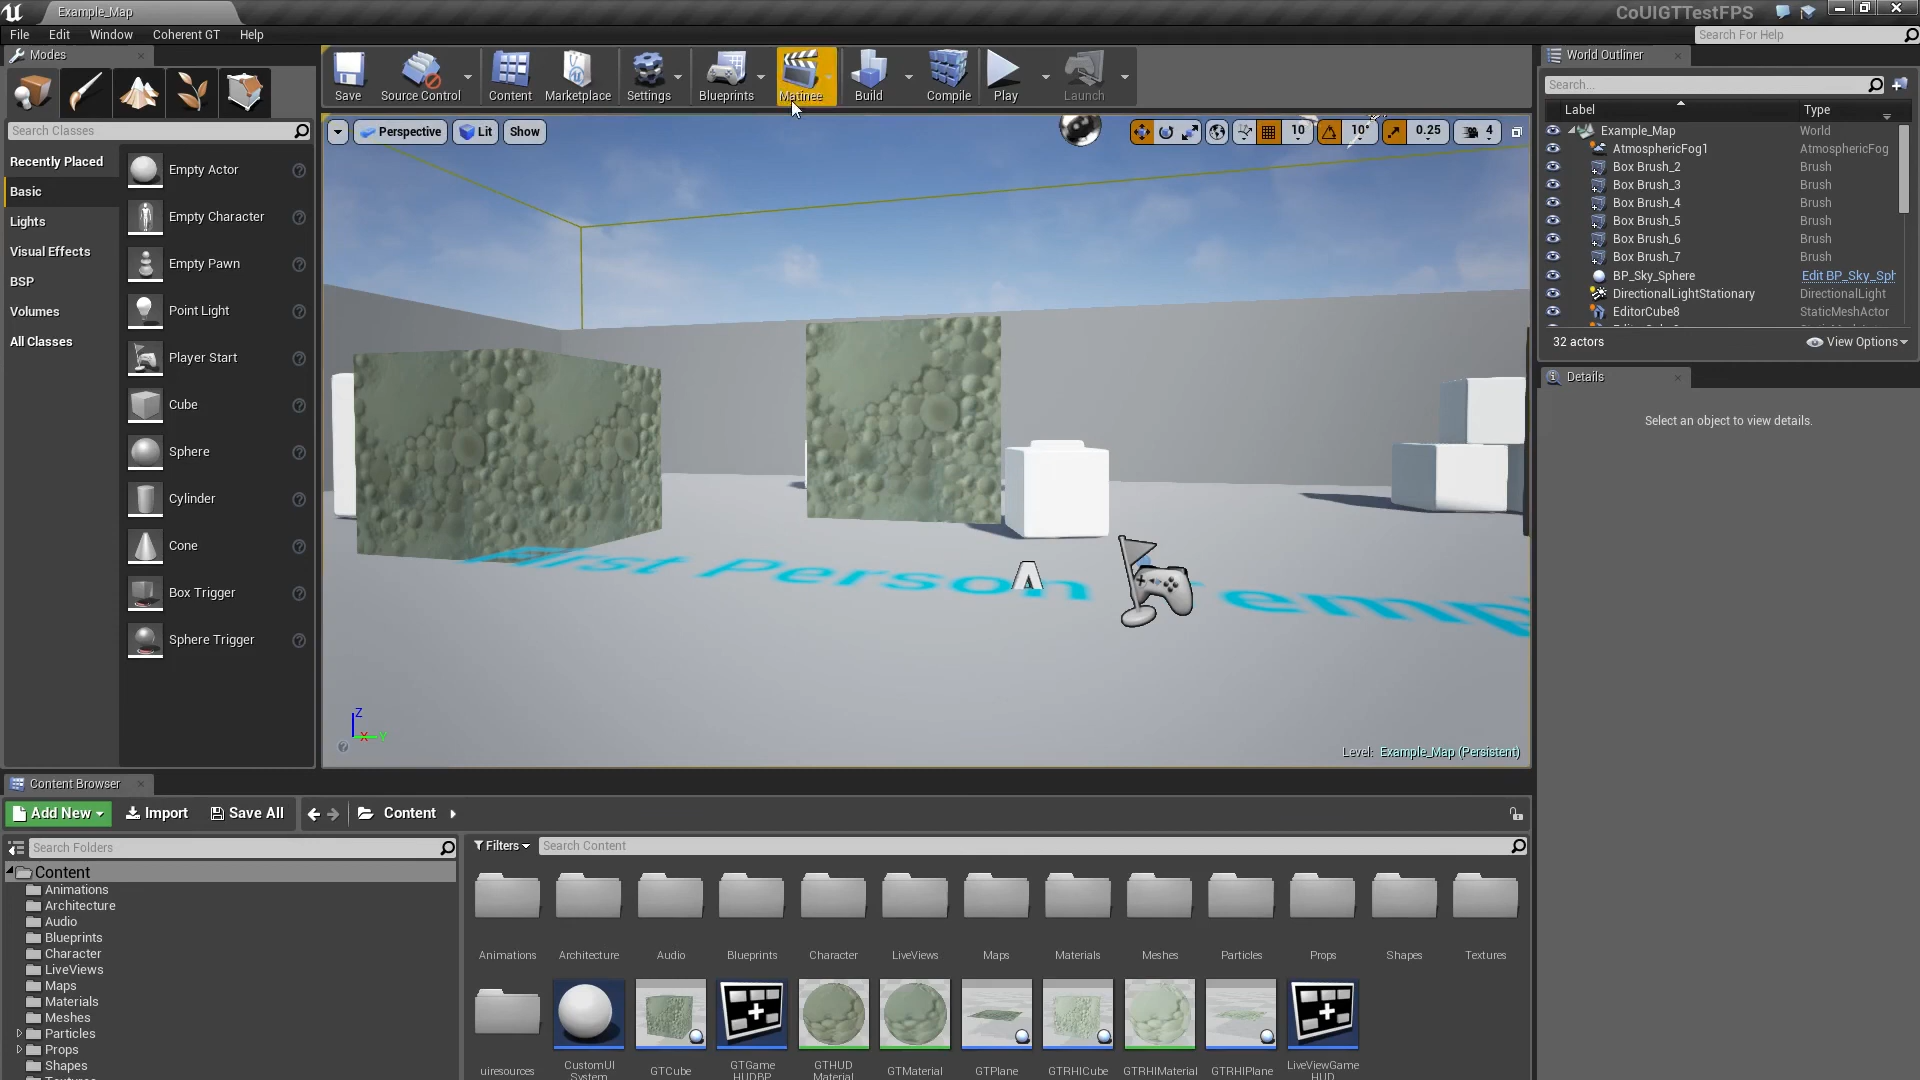 Example_Map
CoUIGTTestFPS
File Edit Window Coherent GT Help
Search For Help
Modes
Save
Source Control
Content
Marketplace
Settings
Blueprints
Matinee
Build
Compile
Play
Launch
Search Classes
Recently Placed
Basic
Lights
Visual Effects
BSP
Volumes
All Classes
Empty Actor
Empty Character
Empty Pawn
Point Light
Player Start
Cube
Sphere
Cylinder
Cone
Box Trigger
Sphere Trigger
Perspective Lit Show
10 10° 0.25 4
First Person Temp
Z
X Y
Level: Example_Map (Persistent)
World Outliner
Search...
Label Type
Example_Map World
AtmosphericFog1 AtmosphericFog
Box Brush_2 Brush
Box Brush_3 Brush
Box Brush_4 Brush
Box Brush_5 Brush
Box Brush_6 Brush
Box Brush_7 Brush
BP_Sky_Sphere Edit BP_Sky_Sph
DirectionalLightStationary DirectionalLight
EditorCube8 StaticMeshActor
32 actors
View Options
Details
Select an object to view details.
Content Browser
Add New Import Save All Content
Search Folders
Content
Animations
Architecture
Audio
Blueprints
Character
LiveViews
Maps
Materials
Meshes
Particles
Props
Shapes
Filters Search Content
Animations Architecture Audio Blueprints Character LiveViews Maps Materials Meshes Particles Props Shapes Textures
uiresources
CustomUI
System
GTCube
GTGame
HUDBP
GTHUD
Material
GTMaterial
GTPlane
GTRHICube
GTRHIMaterial
GTRHIPlane
LiveViewGame
HUD